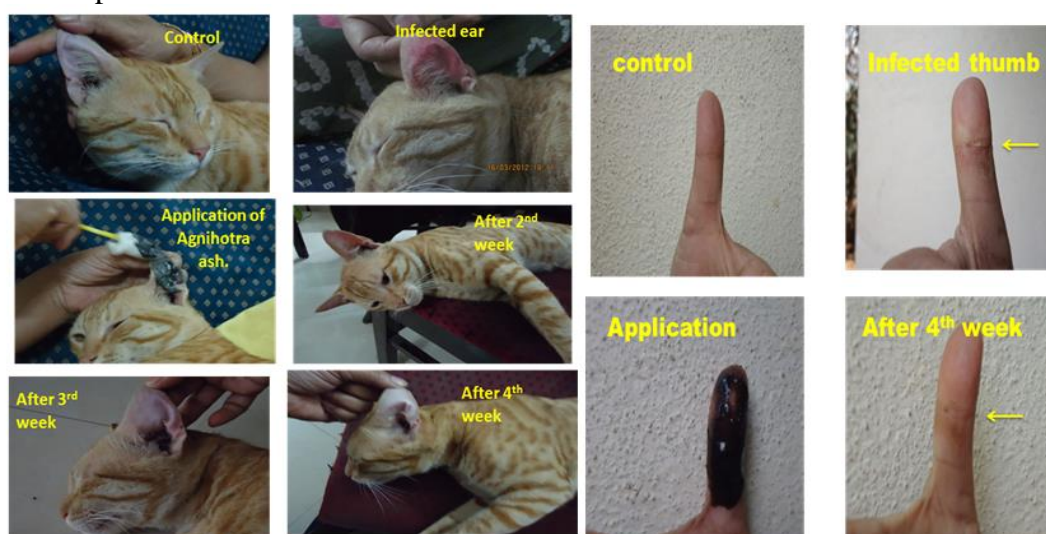 Control
Infected ear
Application of
Agnihotra
ash.
After 2nd
week
After 3rd
week
After 4th
week
control
Infected thumb
←
Application
After 4th week
←